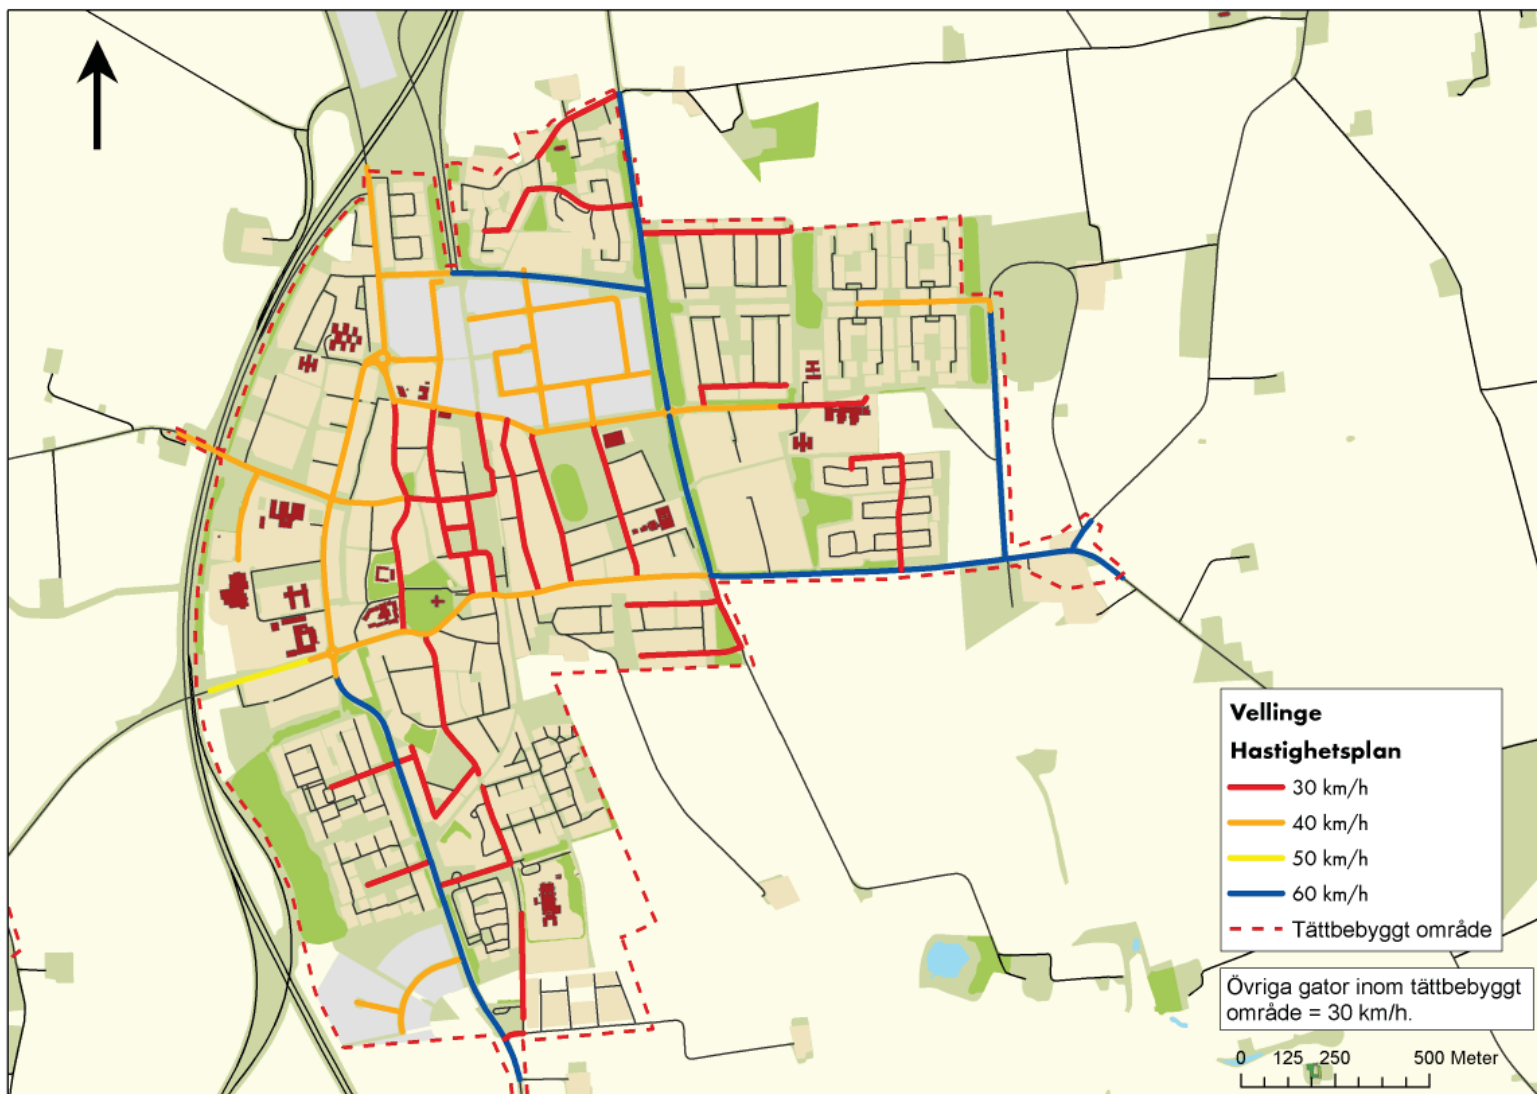 Vellinge
Hastighetsplan
30 km/h
40 km/h
50 km/h
60 km/h
Tättbebyggt område
Övriga gator inom tättbebyggt
område = 30 km/h.
0 125 250 500 Meter